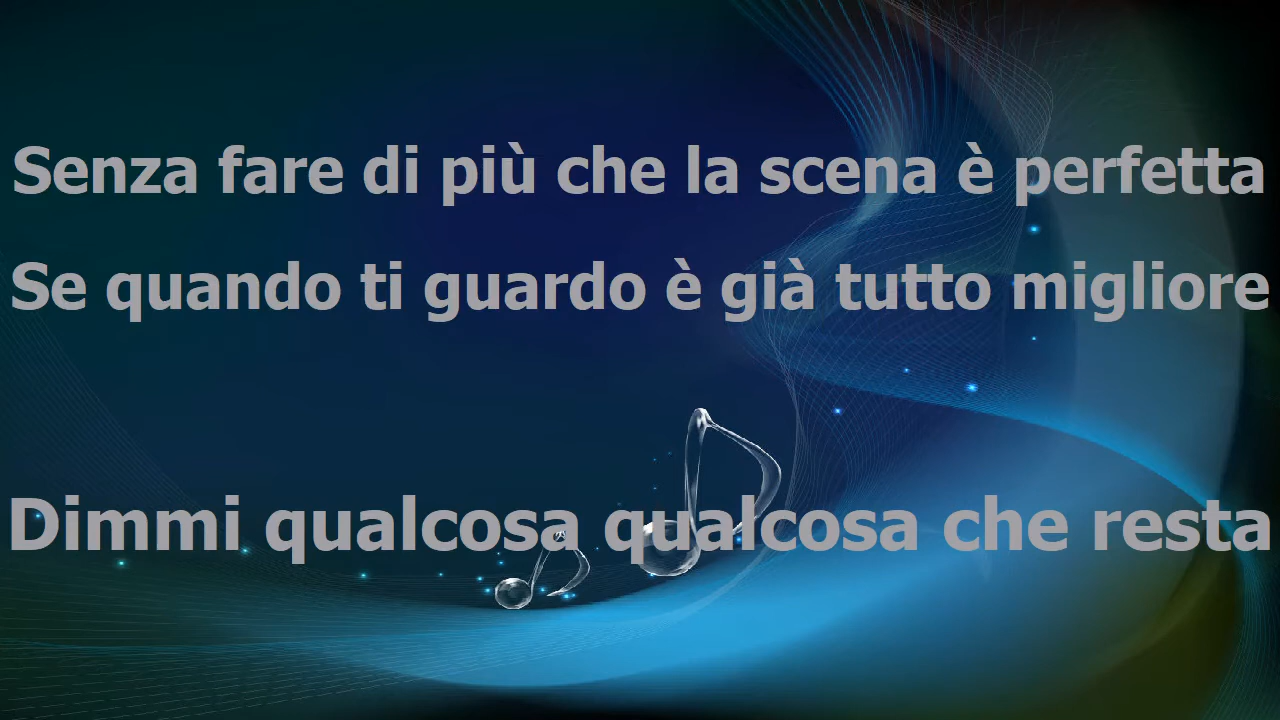 Senza fare di più che la scena è perfetta
Se quando ti guardo è già tutto migliore
Dimmi qualcosa qualcosa che resta